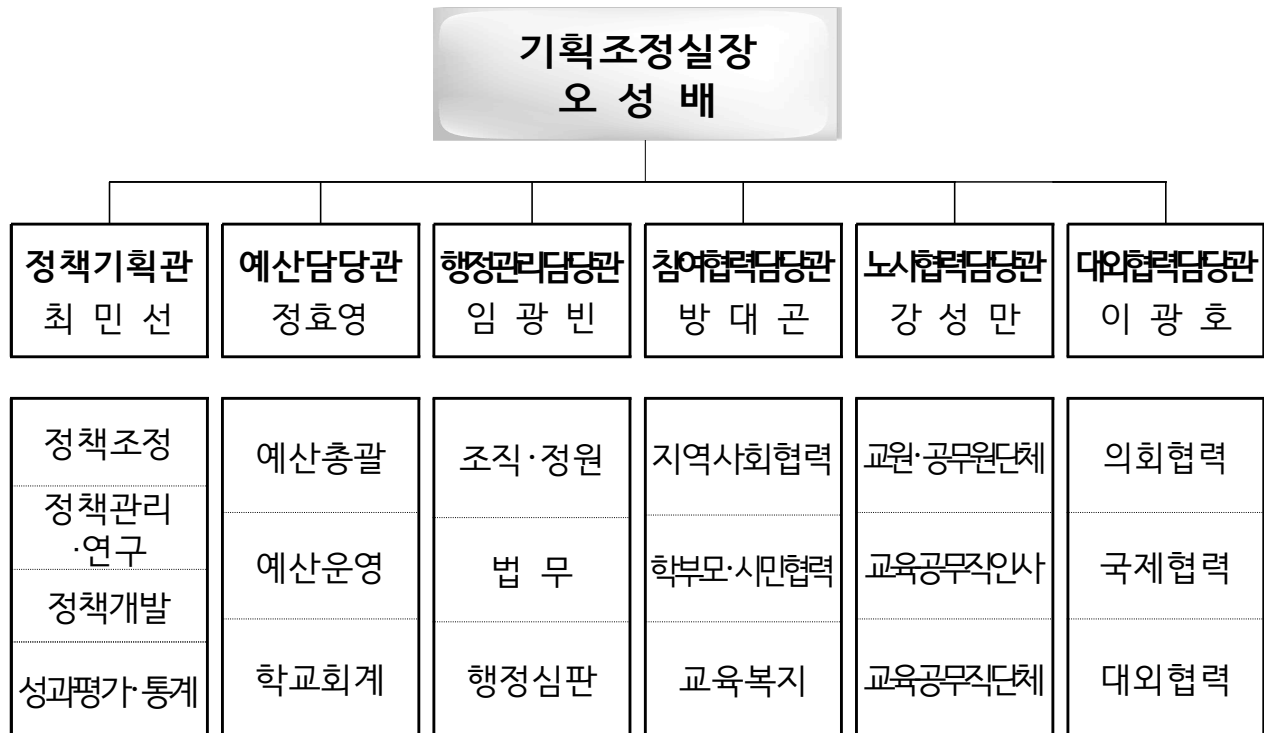 기획조정실장
오 성 배
정책기획관
최 민 선
예산담당관
정효영
행정관리담당관
임 광 빈
참여협력담당관
방 대 곤
노사협력담당관
강 성 만
대외협력담당관
이 광 호
정책조정
정책관리
·연구
정책개발
성과평가·통계
예산총괄
예산운영
학교회계
조직·정원
법 무
행정심판
지역사회협력
학부모·시민협력
교육복지
교원·공무원단체
교육공무직인사
교육공무직단체
의회협력
국제협력
대외협력